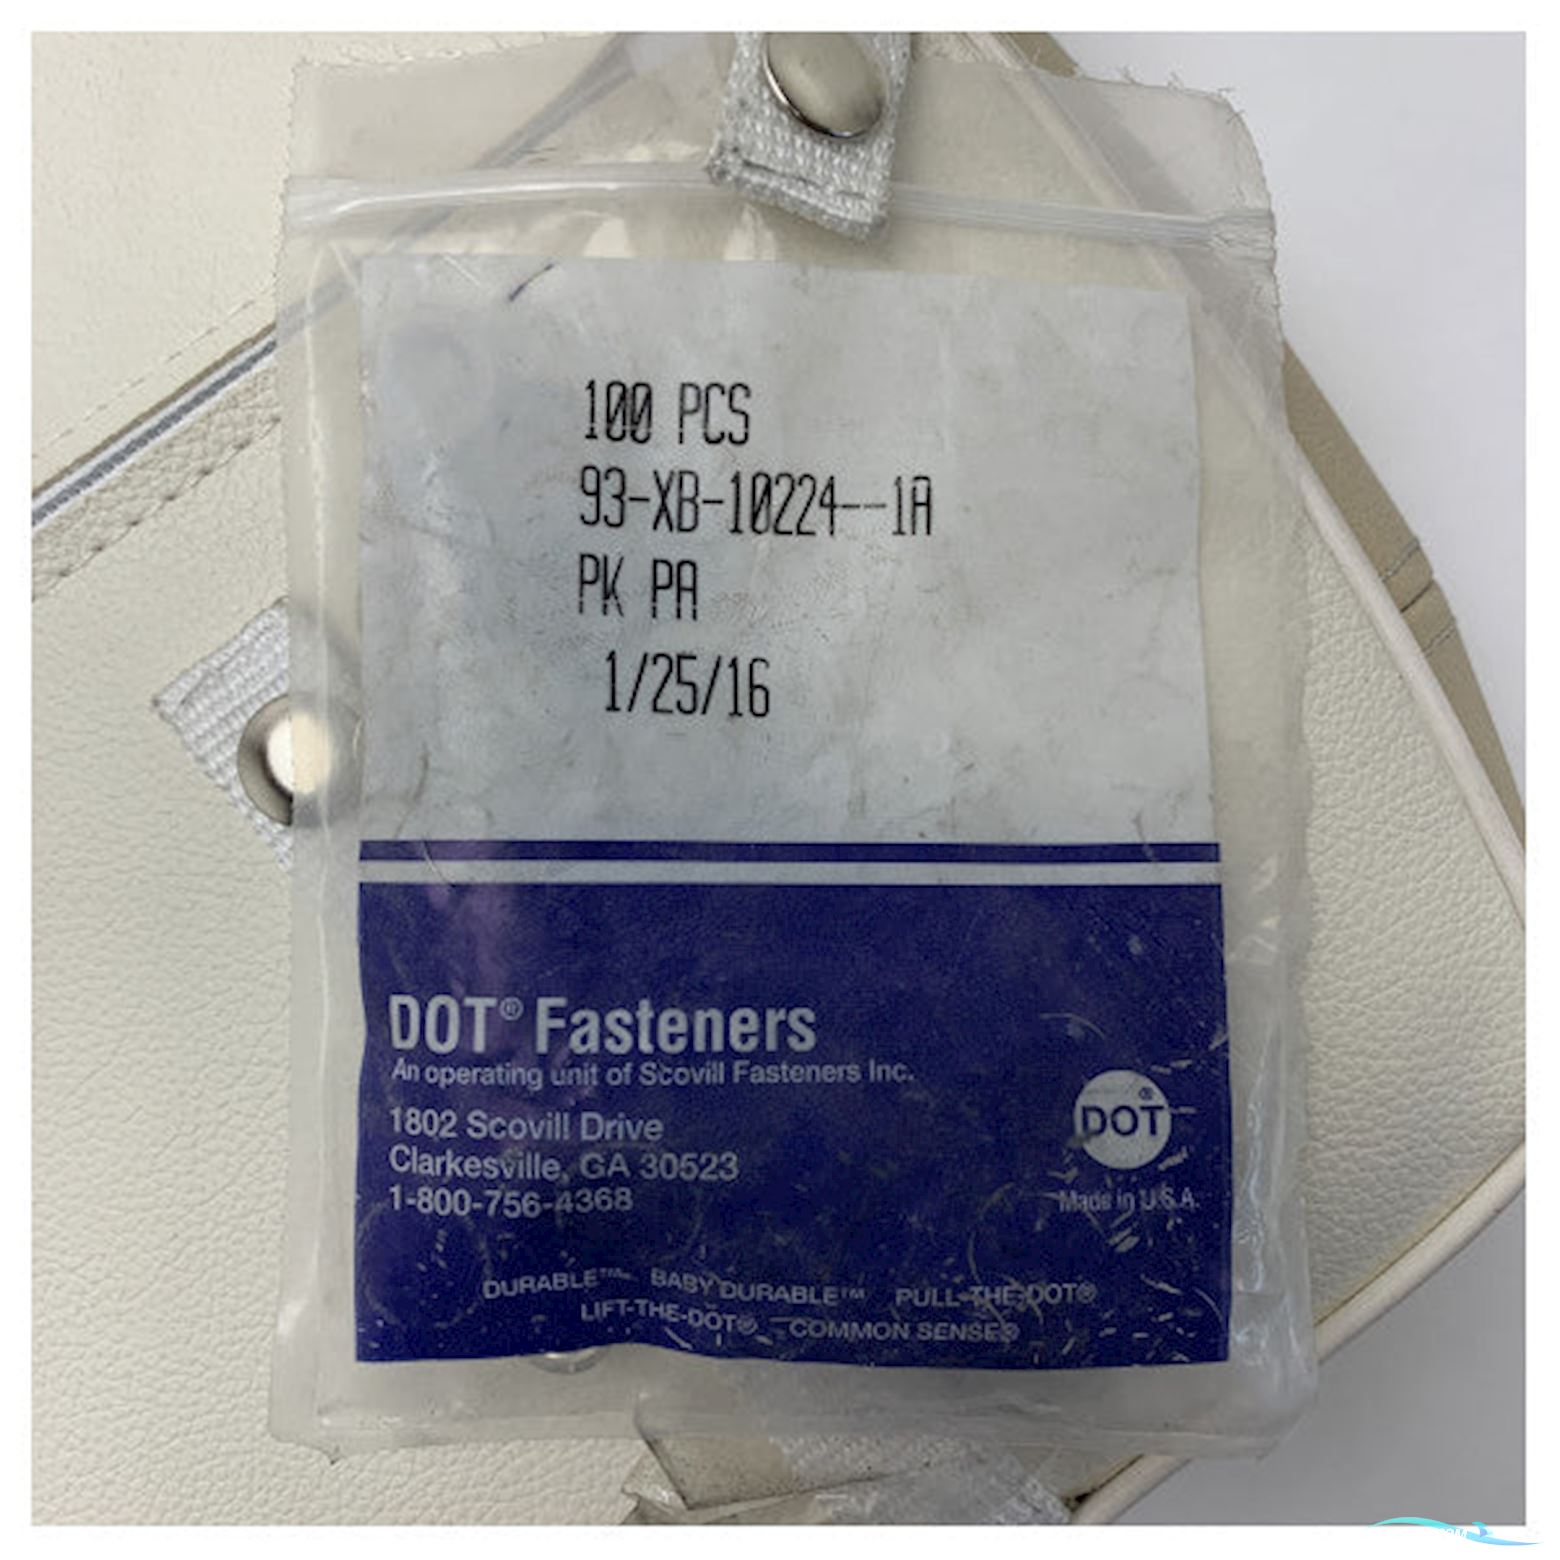 100 PCS
93-XB-10224--1A
PK PA
1/25/16
DOT® Fasteners
An operating unit of Scovill Fasteners Inc.
1802 Scovill Drive
Clarkesville, GA 30523
1-800-756-4368
DOT®
Made in U.S.A.
DURABLE™ BABY DURABLE™ PULL-THE-DOT®
LIFT-THE-DOT® COMMON SENSE®